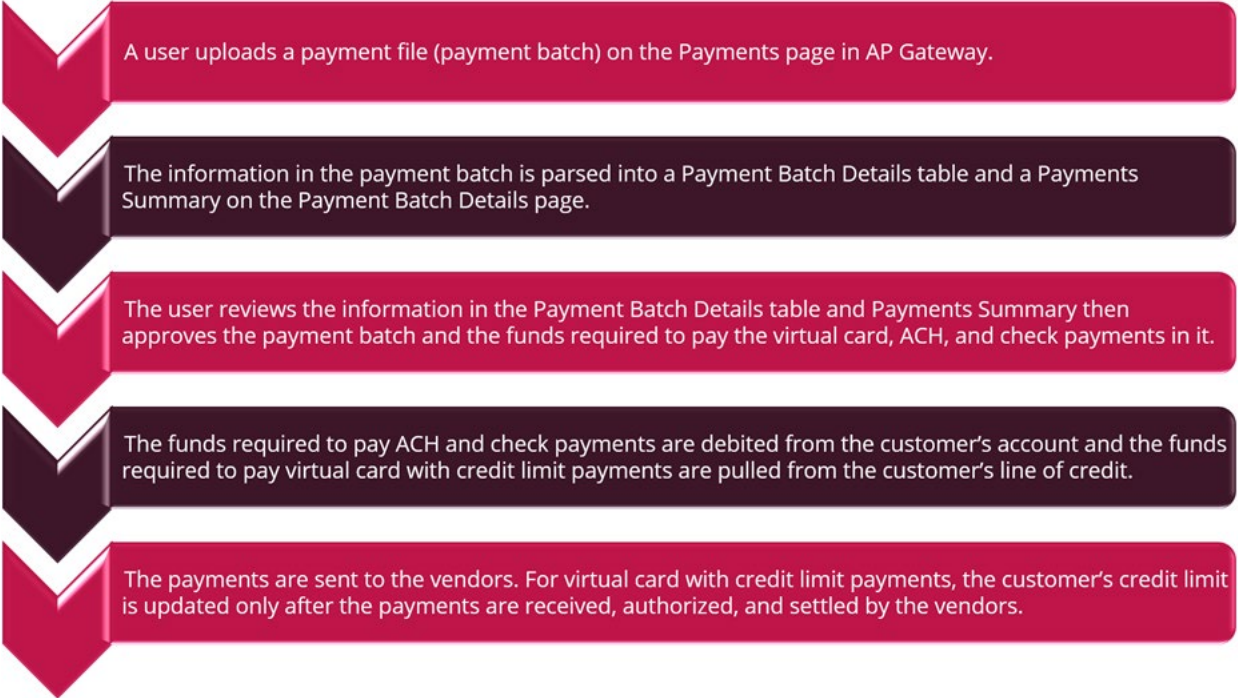 A user uploads a payment file (payment batch) on the Payments page in AP Gateway.
The information in the payment batch is parsed into a Payment Batch Details table and a Payments
Summary on the Payment Batch Details page.
The user reviews the information in the Payment Batch Details table and Payments Summary then
approves the payment batch and the funds required to pay the virtual card, ACH, and check payments in it.
The funds required to pay ACH and check payments are debited from the customer’s account and the funds
required to pay virtual card with credit limit payments are pulled from the customer’s line of credit.
The payments are sent to the vendors. For virtual card with credit limit payments, the customer’s credit limit
is updated only after the payments are received, authorized, and settled by the vendors.